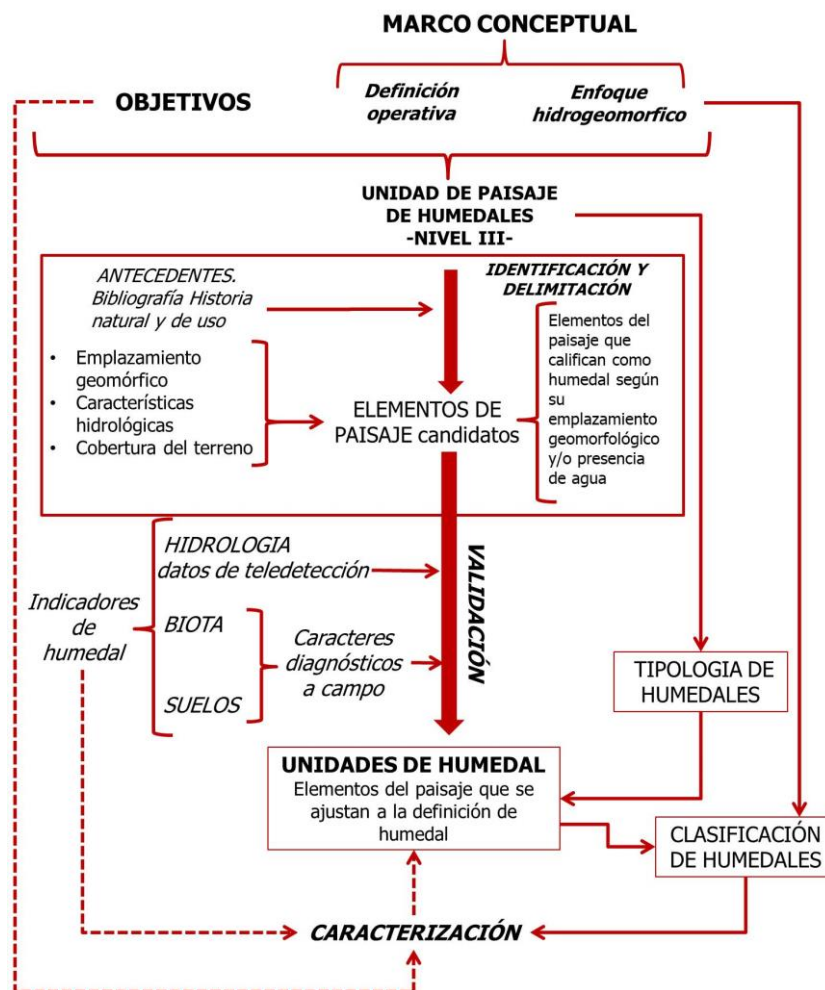 MARCO CONCEPTUAL
OBJETIVOS
Definición
operativa
Enfoque
hidrogeomorfico
UNIDAD DE PAISAJE
DE HUMEDALES
-NIVEL III-
ANTECEDENTES.
Bibliografía Historia
natural y de uso
IDENTIFICACIÓN Y
DELIMITACIÓN
• Emplazamiento
geomórfico
• Características
hidrológicas
• Cobertura del terreno
ELEMENTOS DE
PAISAJE candidatos
Elementos del
paisaje que
califican como
humedal según
su
emplazamiento
geomorfológico
y/o presencia
de agua
Indicadores
de
humedal
HIDROLOGIA
datos de teledetección
BIOTA
SUELOS
Caracteres
diagnósticos
a campo
VALIDACIÓN
TIPOLOGIA DE
HUMEDALES
UNIDADES DE HUMEDAL
Elementos del paisaje que se
ajustan a la definición de
humedal
CLASIFICACIÓN
DE HUMEDALES
CARACTERIZACIÓN